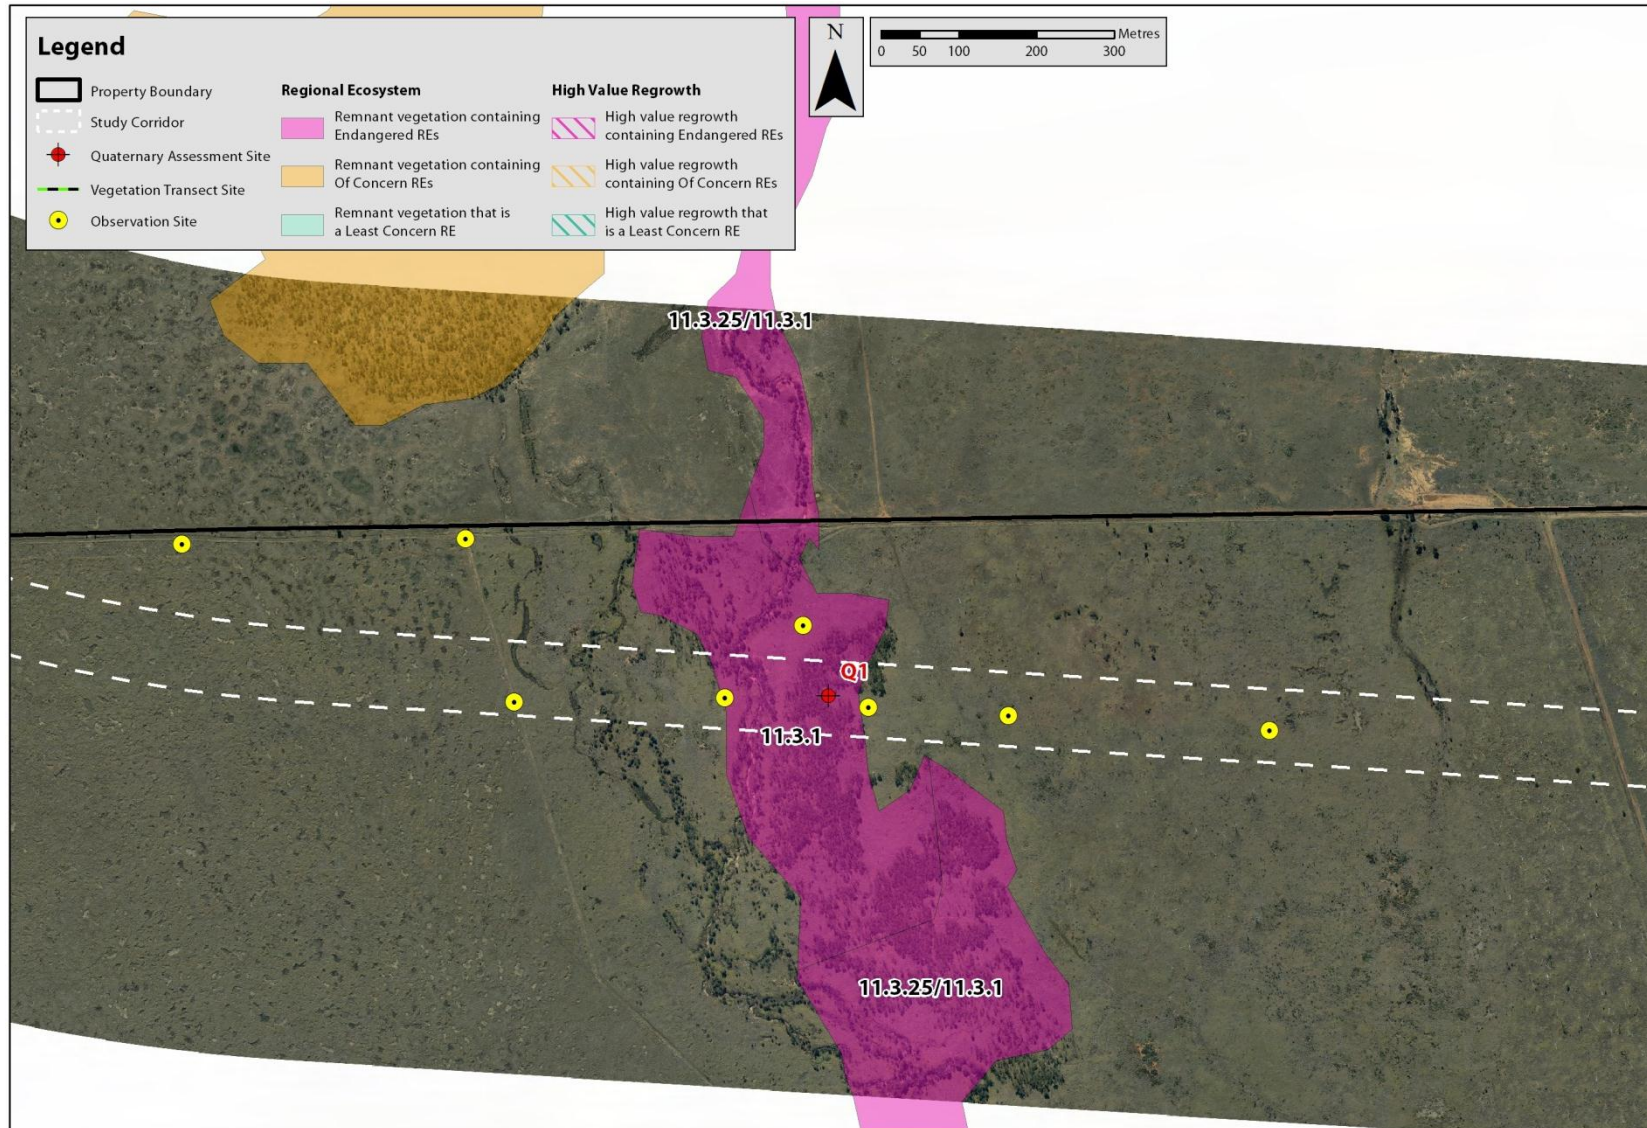 Legend
Property Boundary
Study Corridor
Quaternary Assessment Site
Vegetation Transect Site
Observation Site
Regional Ecosystem
Remnant vegetation containing
Endangered REs
Remnant vegetation containing
Of Concern REs
Remnant vegetation that is
a Least Concern RE
High Value Regrowth
High value regrowth
containing Endangered REs
High value regrowth
containing Of Concern REs
High value regrowth that
is a Least Concern RE
N
Metres
0 50 100 200 300
11.3.25/11.3.1
Q1
11.3.1
11.3.25/11.3.1